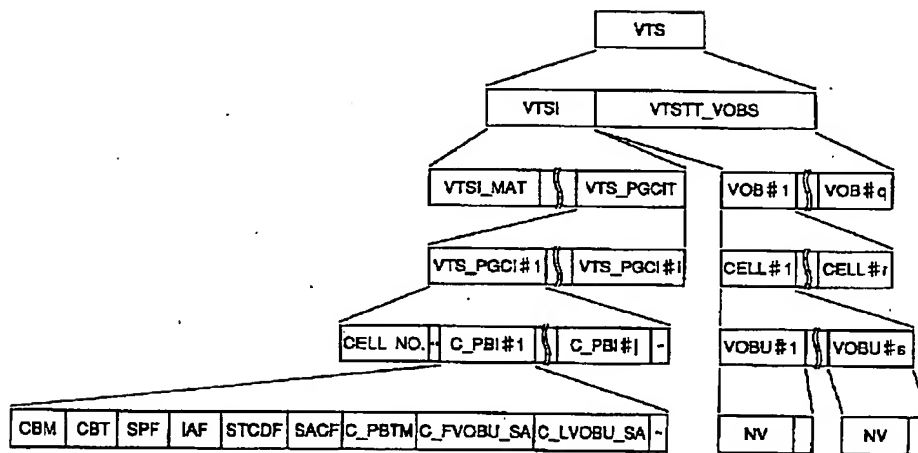 VTS
VTSI VTSTT_VOBS
VTSI_MAT VTS_PGCIT VOB#1 VOB#q
VTS_PGCI#1 VTS_PGCI#i CELL#1 CELL#r
CELL NO. -- C_PBI#1 C_PBI#j - VOBU#1 VOBU#s
CBM CBT SPF IAF STCDF SACF C_PBTM C_FVOBU_SA C_LVOBU_SA - NV NV